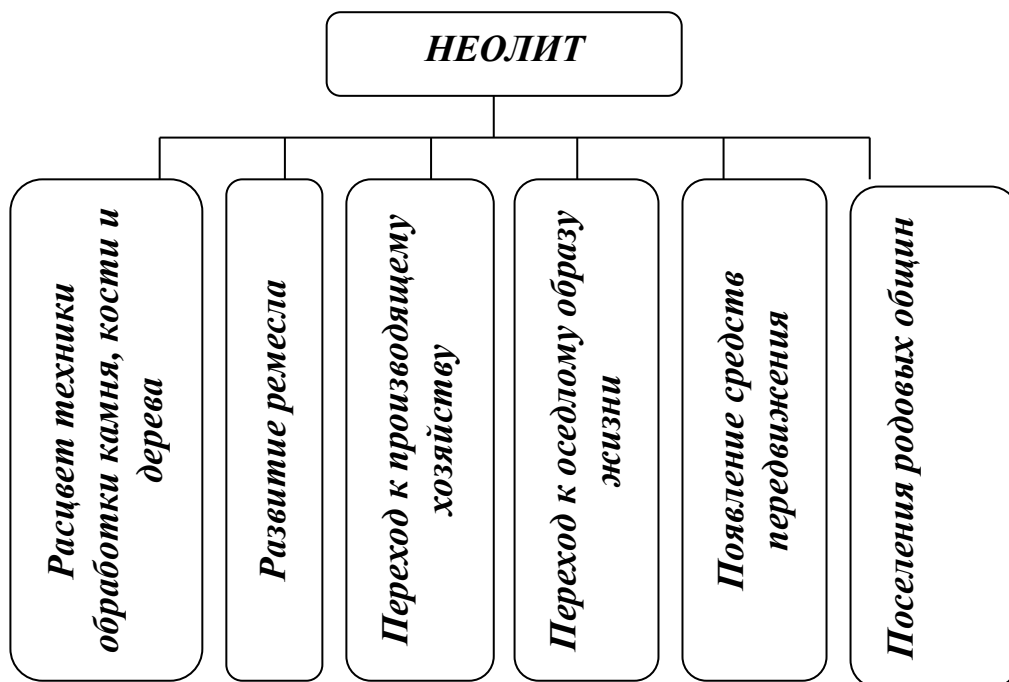 НЕОЛИТ
Расцвет техники
обработки камня, кости и
дерева
Развитие ремесла
Переход к производящему
хозяйству
Переход к оседлому образу
жизни
Появление средств
передвижения
Поселения родовых общин